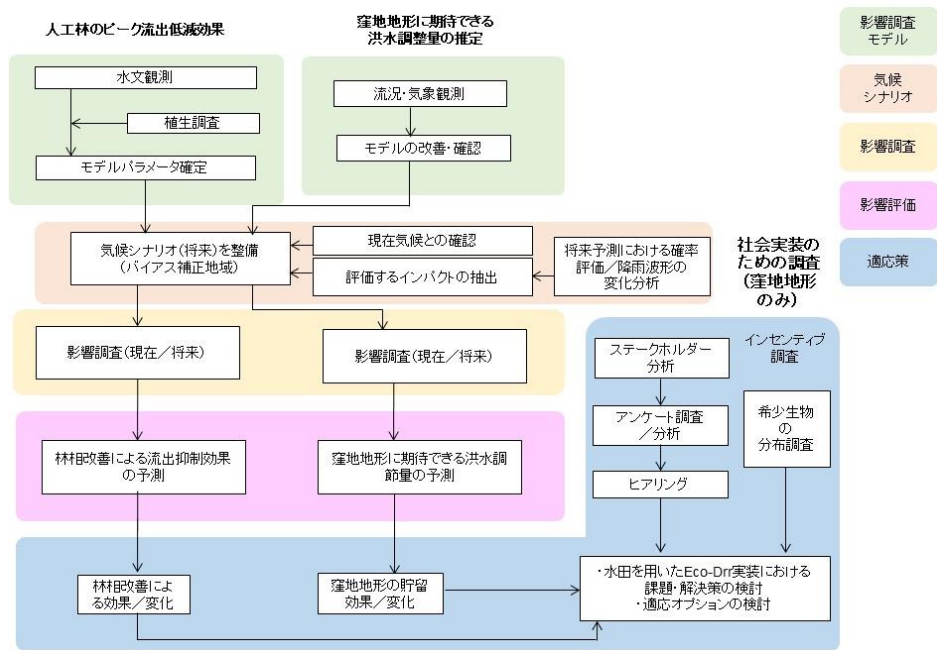 人工林のピーク流出低減効果
窪地地形に期待できる
洪水調整量の推定
水文観測
植生調査
モデルパラメータ確定
流況・気象観測
モデルの改善・確認
影響調査
モデル
気候
シナリオ
影響調査
影響評価
適応策
気候シナリオ(将来)を整備
(バイアス補正地域)
現在気候との確認
評価するインパクトの抽出
将来予測における確率
評価/降雨波形の
変化分析
社会実装の
ための調査
(窪地地形
のみ)
影響調査(現在/将来)
影響調査(現在/将来)
ステークホルダー
分析
インセンティブ
調査
アンケート調査
/分析
希少生物
の
分布調査
ヒアリング
林相改善による流出抑制効果
の予測
窪地地形に期待できる洪水調
節量の予測
林相改善によ
る効果/変化
窪地地形の貯留
効果/変化
・水田を用いたEco-Drr実装における
課題・解決策の検討
・適応オプションの検討